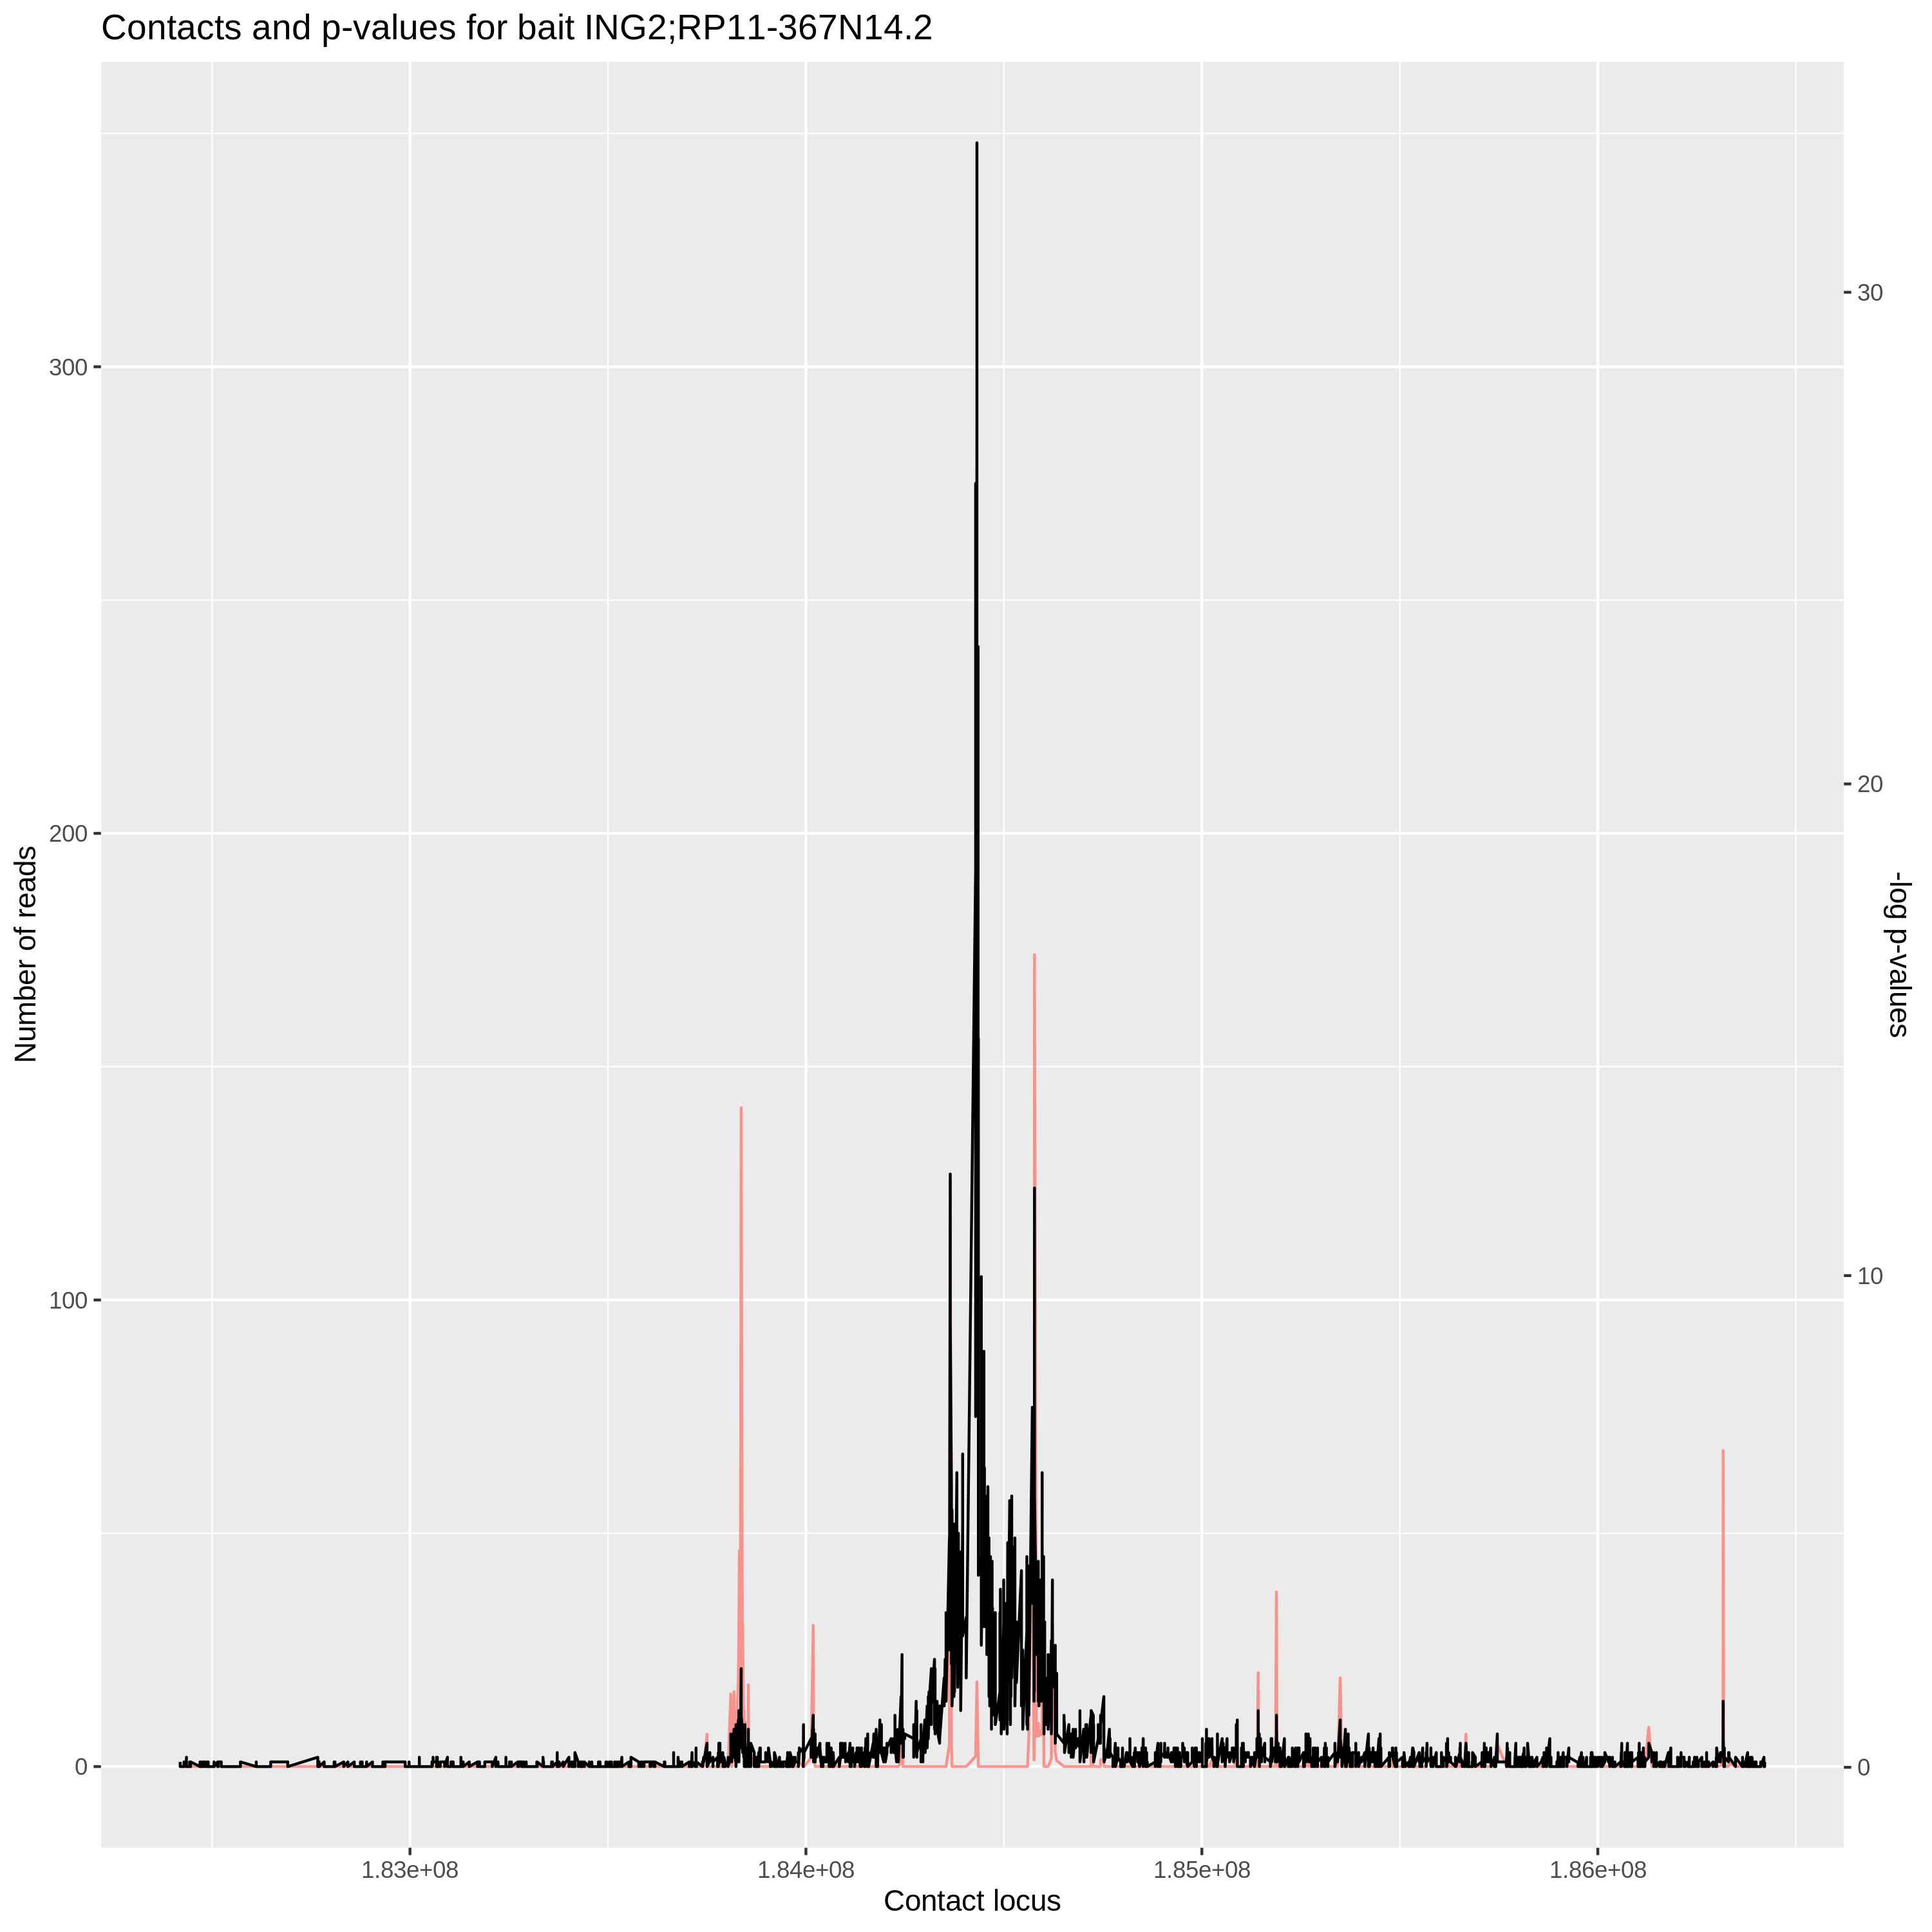 Contacts and p-values for bait ING2;RP11-367N14.2
Number of reads
300
200
100
0
30
20
10
0
-log p-values
1.83e+08 1.84e+08 1.85e+08 1.86e+08
Contact locus